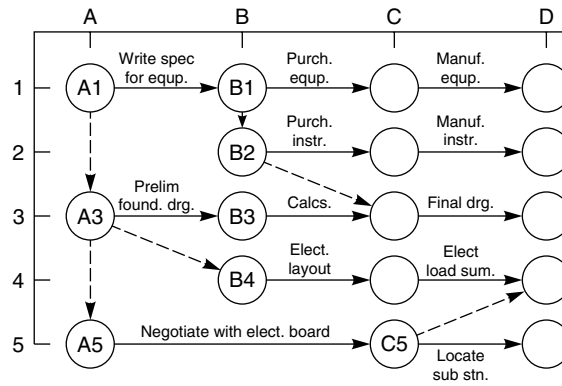 A B C D
Write spec
for equp.
Purch.
equp.
Manuf.
equp.
1 A1 B1
Purch.
instr.
Manuf.
instr.
2 B2
Prelim
found. drg.
Calcs.
Final drg.
3 A3 B3
Elect.
layout
Elect
load sum.
4 B4
Negotiate with elect. board
5 A5 C5
Locate
sub stn.